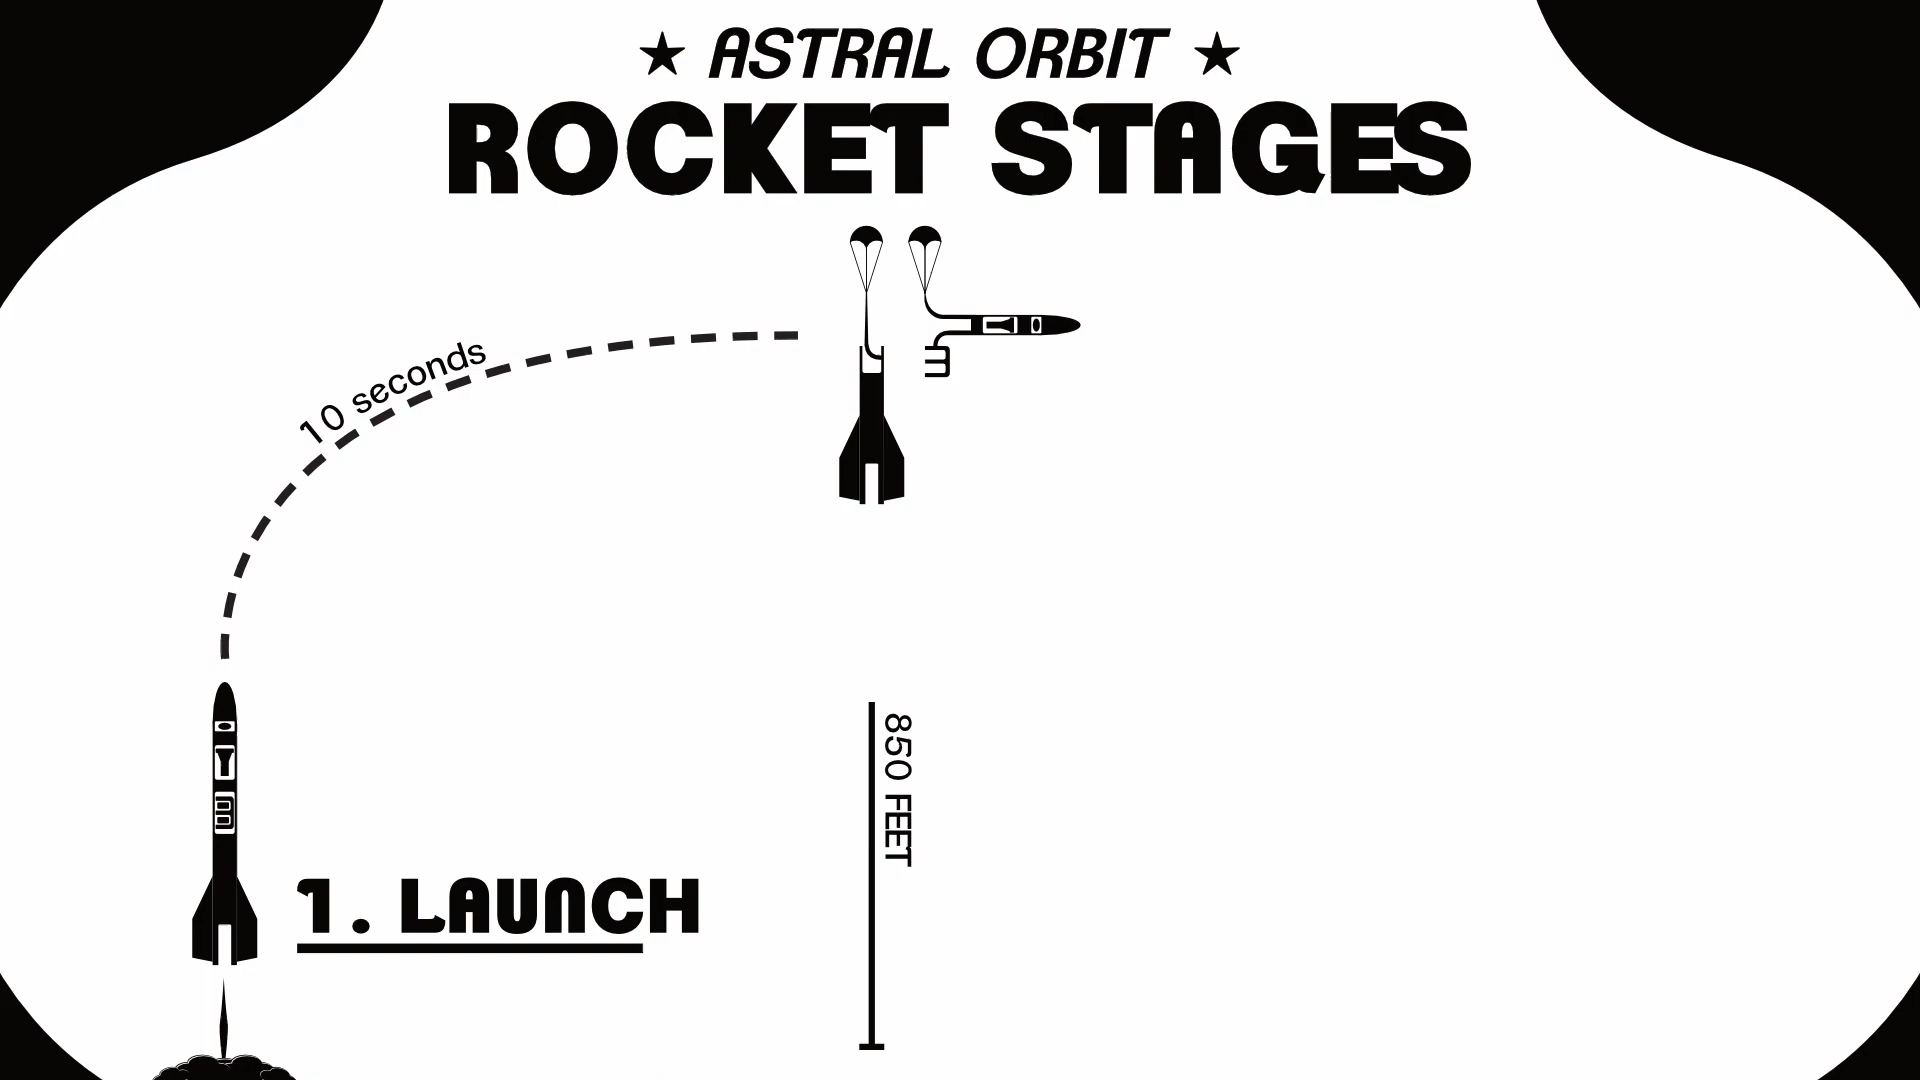 ★ ASTRAL ORBIT ★
ROCKET STAGES
10 seconds
850 FEET
1. LAUNCH